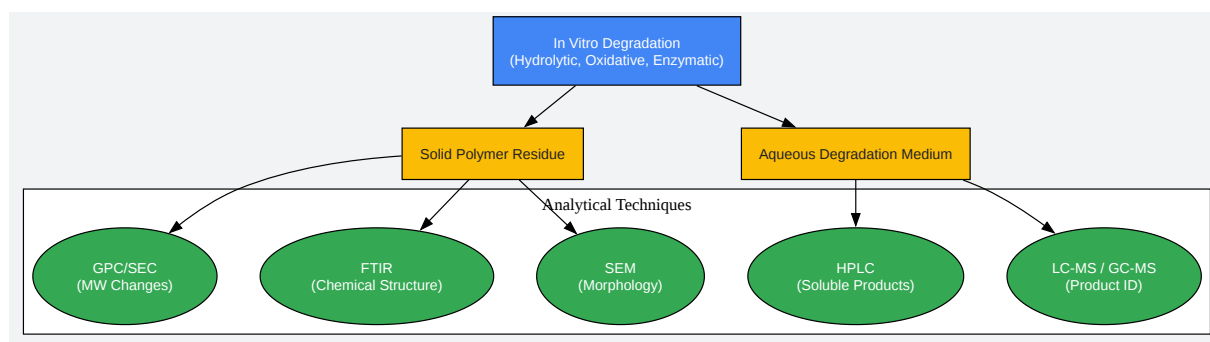 In Vitro Degradation
(Hydrolytic, Oxidative, Enzymatic)
Solid Polymer Residue
Aqueous Degradation Medium
Analytical Techniques
GPC/SEC
(MW Changes)
FTIR
(Chemical Structure)
SEM
(Morphology)
HPLC
(Soluble Products)
LC-MS / GC-MS
(Product ID)